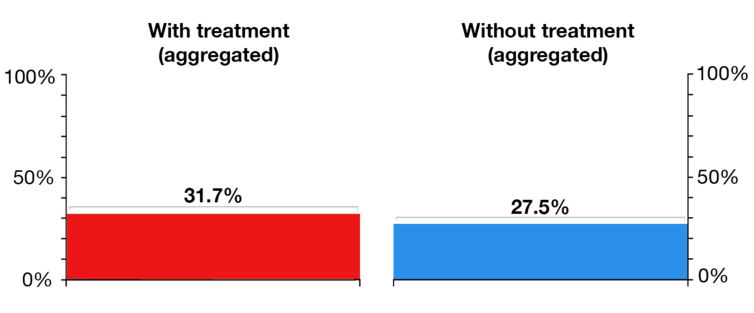 With treatment
(aggregated)
Without treatment
(aggregated)
100%
50%
0%
31.7%
27.5%
100%
50%
0%